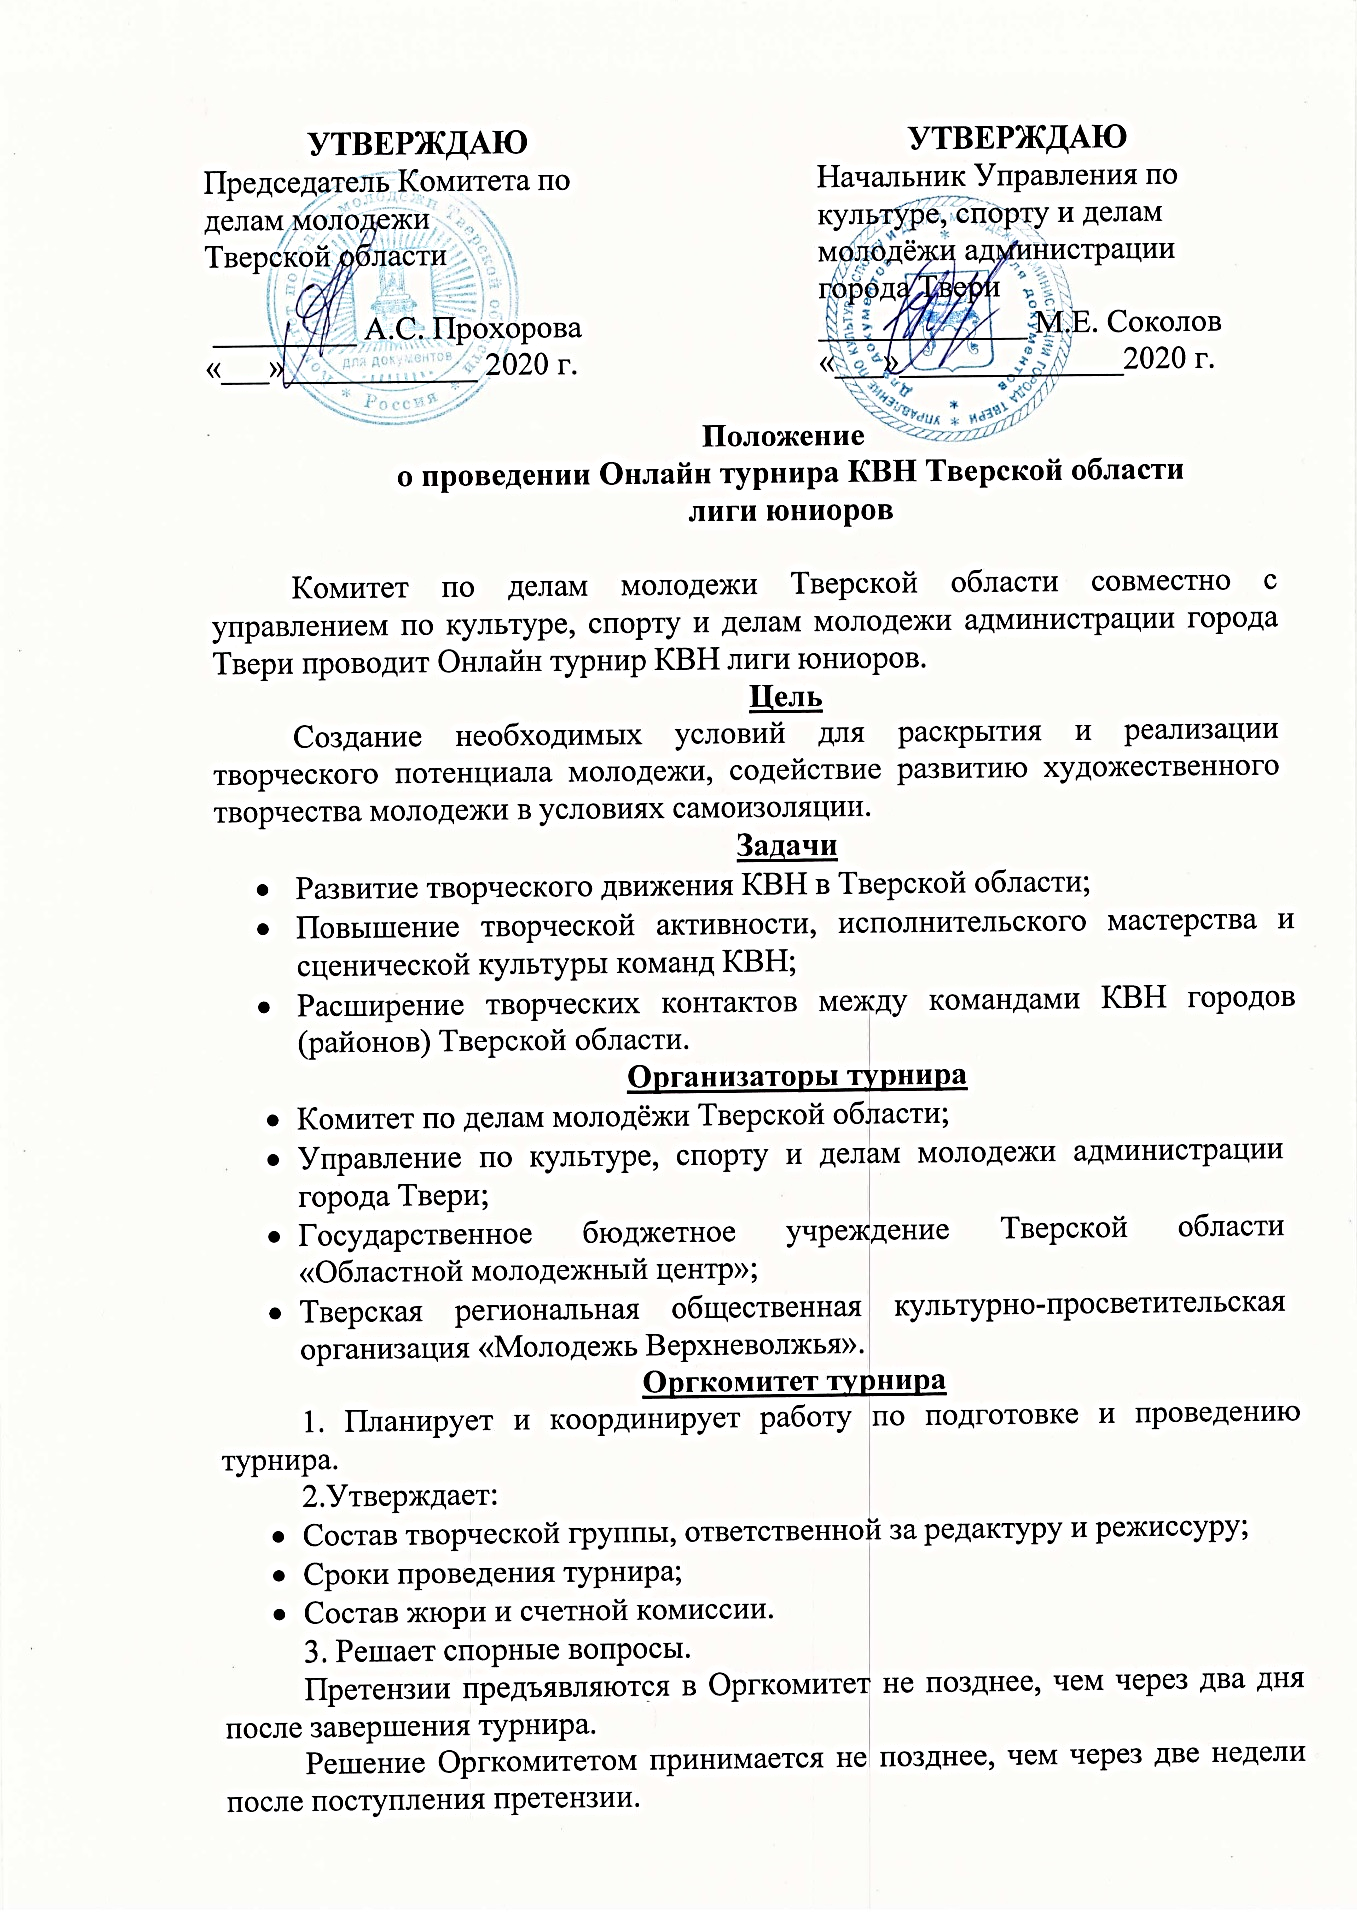 УТВЕРЖДАЮ
Председатель Комитета по
делам молодежи
Тверской области
_________ А.С. Прохорова
«___»____________ 2020 г.
УТВЕРЖДАЮ
Начальник Управления по
культуре, спорту и делам
молодёжи администрации
города Твери
_____________М.Е. Соколов
«___»______________2020 г.
Россия
ДЛЯ ДОКУМЕНТОВ
Для документов
Положение
о проведении Онлайн турнира КВН Тверской области
лиги юниоров
Комитет по делам молодежи Тверской области совместно с
управлением по культуре, спорту и делам молодежи администрации города
Твери проводит Онлайн турнир КВН лиги юниоров.
Цель
Создание необходимых условий для раскрытия и реализации
творческого потенциала молодежи, содействие развитию художественного
творчества молодежи в условиях самоизоляции.
Задачи
• Развитие творческого движения КВН в Тверской области;
• Повышение творческой активности, исполнительского мастерства и
сценической культуры команд КВН;
• Расширение творческих контактов между командами КВН городов
(районов) Тверской области.
Организаторы турнира
• Комитет по делам молодёжи Тверской области;
• Управление по культуре, спорту и делам молодежи администрации
города Твери;
• Государственное бюджетное учреждение Тверской области
«Областной молодежный центр»;
• Тверская региональная общественная культурно-просветительская
организация «Молодежь Верхневолжья».
Оргкомитет турнира
1. Планирует и координирует работу по подготовке и проведению
турнира.
2.Утверждает:
• Состав творческой группы, ответственной за редактуру и режиссуру;
• Сроки проведения турнира;
• Состав жюри и счетной комиссии.
3. Решает спорные вопросы.
Претензии предъявляются в Оргкомитет не позднее, чем через два дня
после завершения турнира.
Решение Оргкомитетом принимается не позднее, чем через две недели
после поступления претензии.